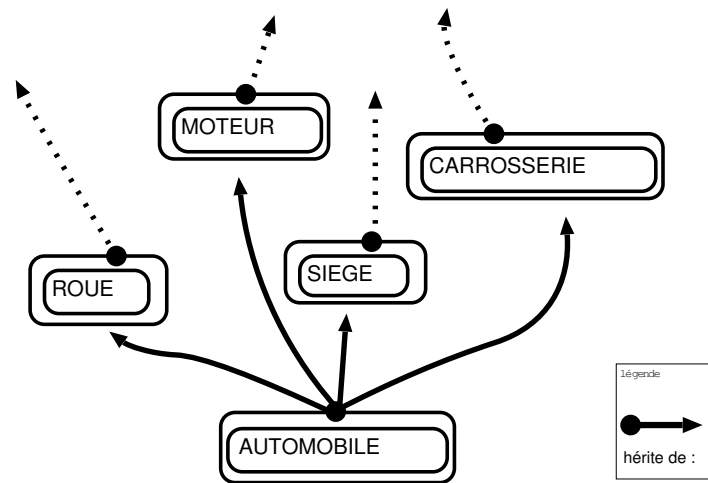 MOTEUR
CARROSSERIE
ROUE
SIEGE
AUTOMOBILE
légende
hérite de :